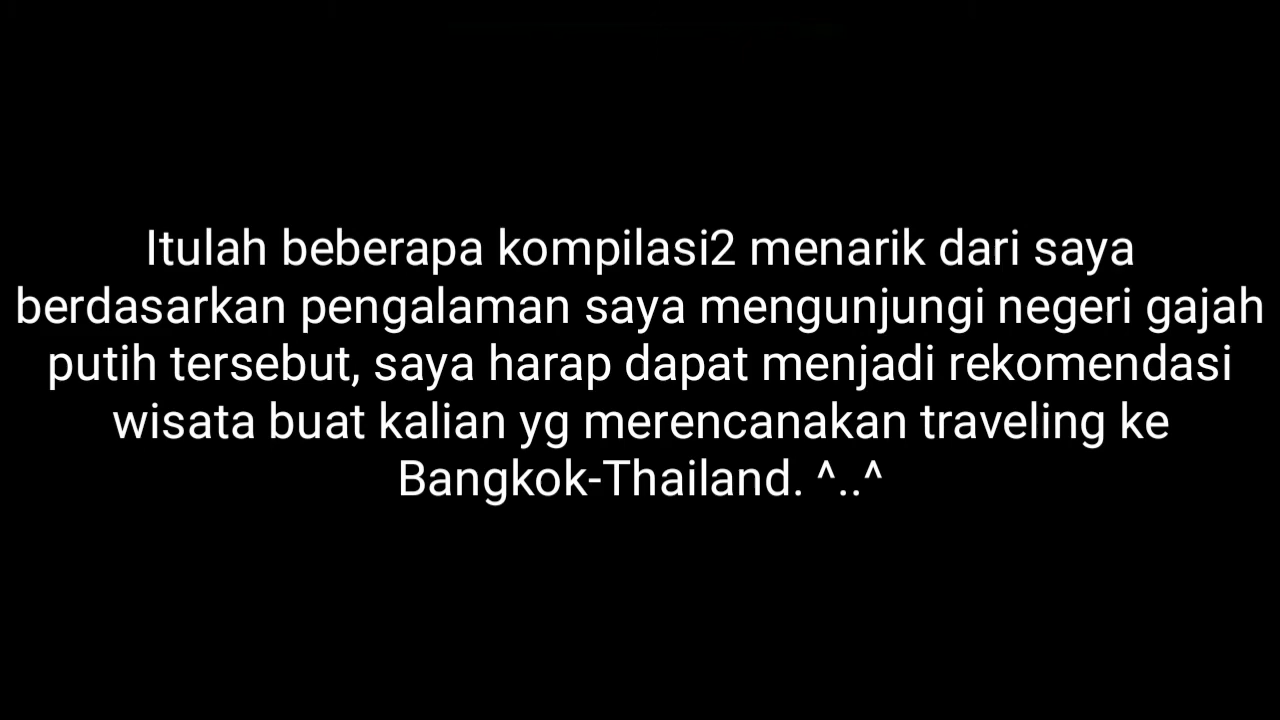 Itulah beberapa kompilasi2 menarik dari saya
berdasarkan pengalaman saya mengunjungi negeri gajah
putih tersebut, saya harap dapat menjadi rekomendasi
wisata buat kalian yg merencanakan traveling ke
Bangkok-Thailand. ^..^